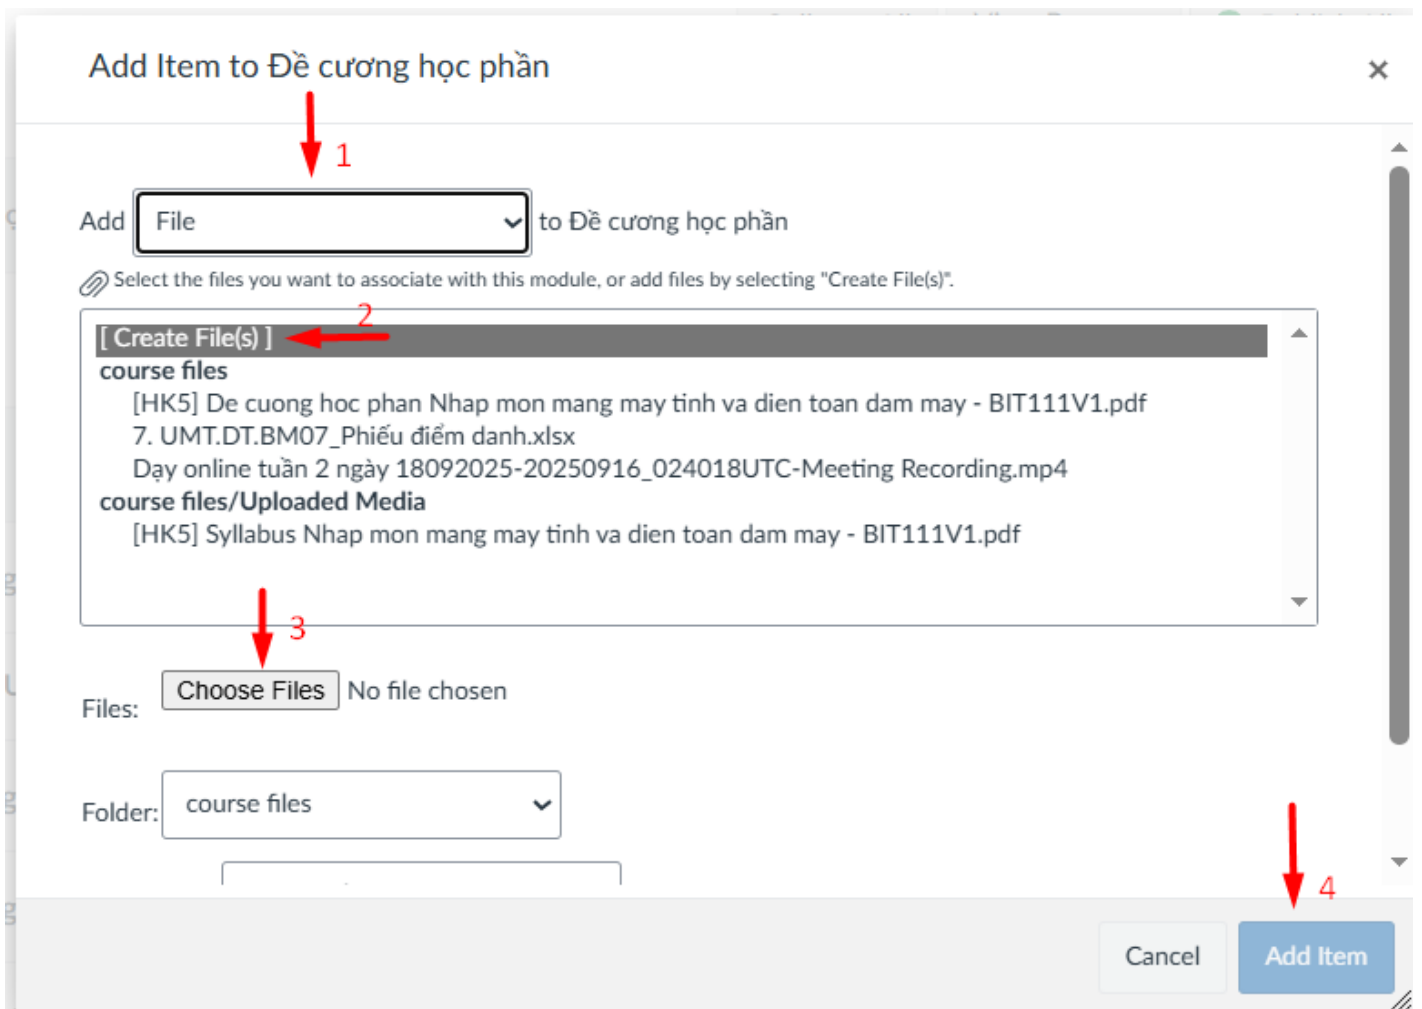 Add Item to Đề cương học phần
×
1
Add File to Đề cương học phần
Select the files you want to associate with this module, or add files by selecting "Create File(s)".
2
[ Create File(s) ]
course files
[HK5] De cuong hoc phan Nhap mon mang may tinh va dien toan dam may - BIT111V1.pdf
7. UMT.DT.BM07_Phiếu điểm danh.xlsx
Dạy online tuần 2 ngày 18092025-20250916_024018UTC-Meeting Recording.mp4
course files/Uploaded Media
[HK5] Syllabus Nhap mon mang may tinh va dien toan dam may - BIT111V1.pdf
3
Files: Choose Files No file chosen
Folder: course files
4
Cancel Add Item